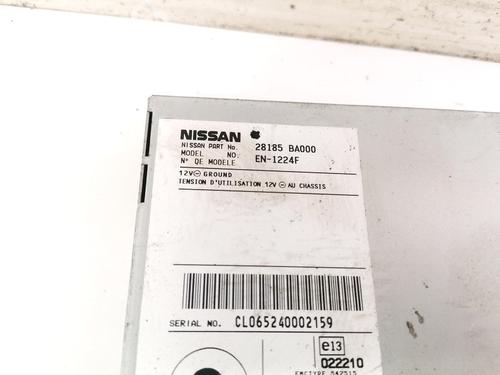 NISSAN
NISSAN PART No. 28185 BA000
MODEL NO. EN-1224F
N° QE MODELE
12V⊖GROUND
TENSION D'UTILISATION 12V⊖AU CHASSIS
SERIAL NO. CL065240002159
e13
022210